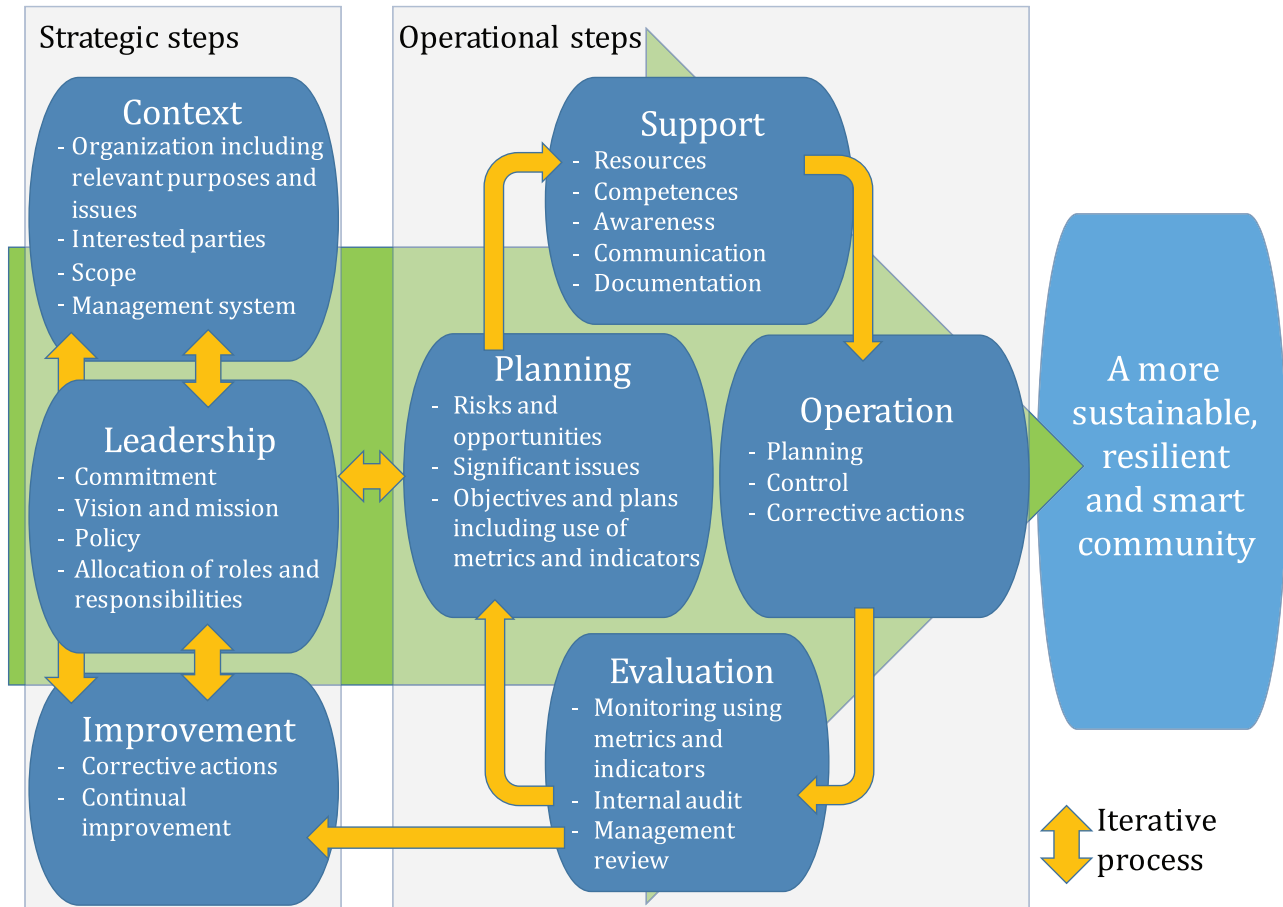 Strategic steps
Context
- Organization including
relevant purposes and
issues
- Interested parties
- Scope
- Management system
Leadership
- Commitment
- Vision and mission
- Policy
- Allocation of roles and
responsibilities
Improvement
- Corrective actions
- Continual
improvement
Operational steps
Support
- Resources
- Competences
- Awareness
- Communication
- Documentation
Planning
- Risks and
opportunities
- Significant issues
- Objectives and plans
including use of
metrics and indicators
Operation
- Planning
- Control
- Corrective actions
Evaluation
- Monitoring using
metrics and
indicators
- Internal audit
- Management
review
A more
sustainable,
resilient
and smart
community
Iterative
process